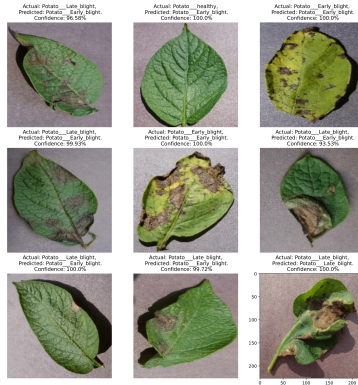 Actual: Potato___Late_blight,
Predicted: Potato___Early_blight.
Confidence: 96.58%
Actual: Potato___healthy,
Predicted: Potato___Early_blight.
Confidence: 100.0%
Actual: Potato___Early_blight,
Predicted: Potato___Early_blight.
Confidence: 100.0%
Actual: Potato___Late_blight,
Predicted: Potato___Early_blight.
Confidence: 99.93%
Actual: Potato___Early_blight,
Predicted: Potato___Early_blight.
Confidence: 100.0%
Actual: Potato___Late_blight,
Predicted: Potato___Early_blight.
Confidence: 93.53%
Actual: Potato___Late_blight,
Predicted: Potato___Early_blight.
Confidence: 100.0%
Actual: Potato___Late_blight,
Predicted: Potato___Early_blight.
Confidence: 99.72%
Actual: Potato___Late_blight,
Predicted: Potato___Late_blight.
Confidence: 100.0%
0
50
100
150
200
0 50 100 150 200